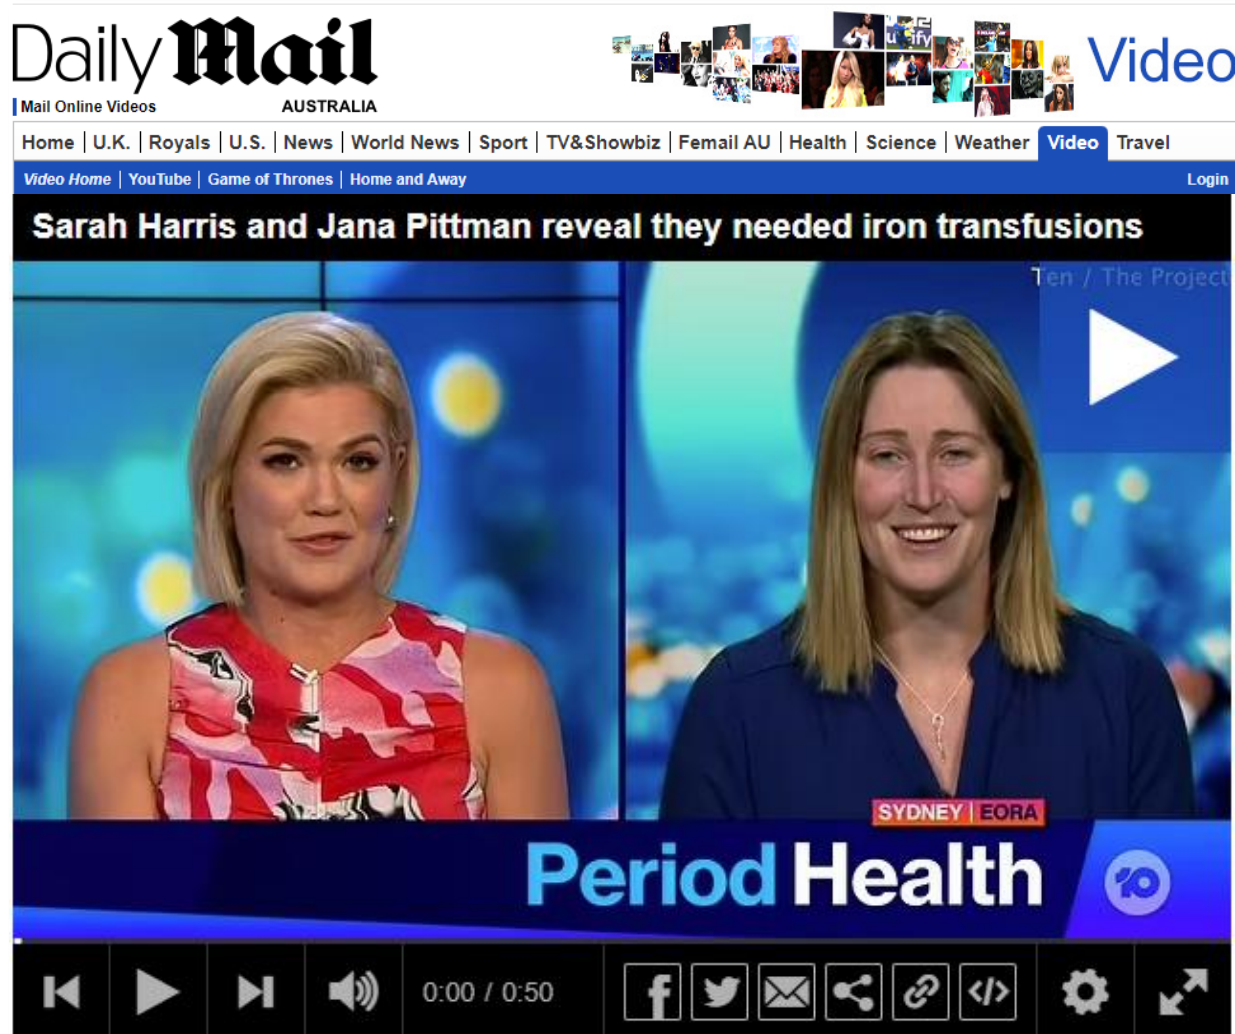 Daily Mail
Mail Online Videos
AUSTRALIA
Video
Home | U.K. | Royals | U.S. | News | World News | Sport | TV&Showbiz | Femail AU | Health | Science | Weather Video Travel
Video Home | YouTube | Game of Thrones | Home and Away
Login
Sarah Harris and Jana Pittman reveal they needed iron transfusions
Ten / The Project
SYDNEY | EORA
Period Health
10
0:00 / 0:50